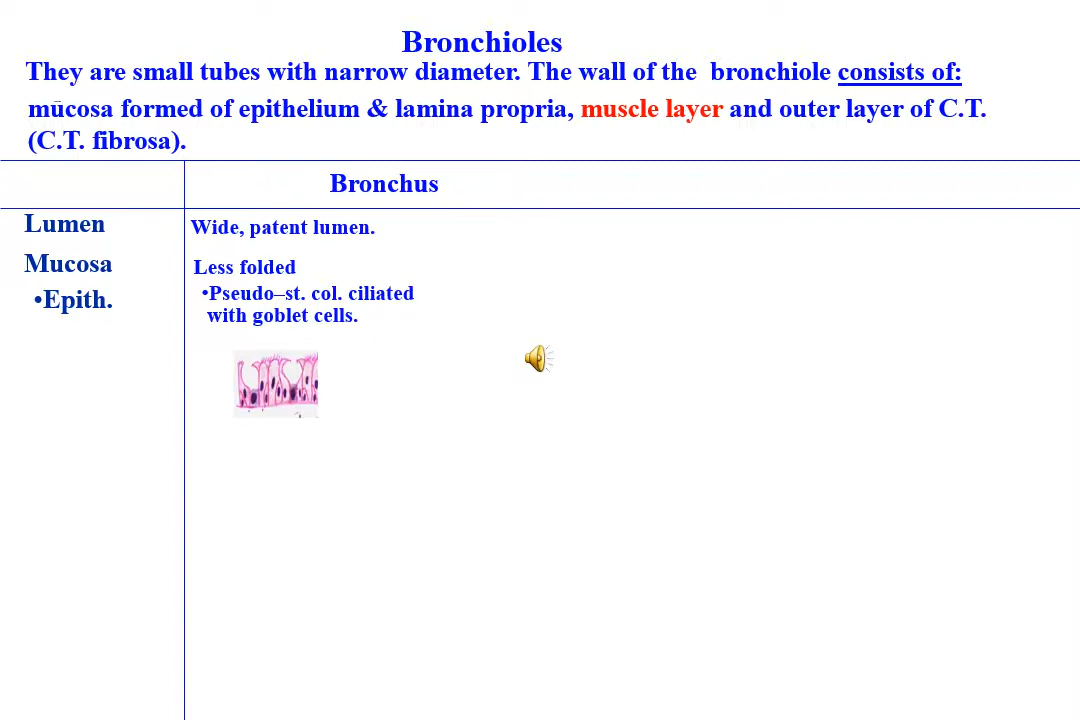 Bronchioles
They are small tubes with narrow diameter. The wall of the bronchiole consists of:
mucosa formed of epithelium & lamina propria, muscle layer and outer layer of C.T.
(C.T. fibrosa).
Bronchus
Lumen Wide, patent lumen.
Mucosa Less folded
•Epith. •Pseudo–st. col. ciliated
with goblet cells.